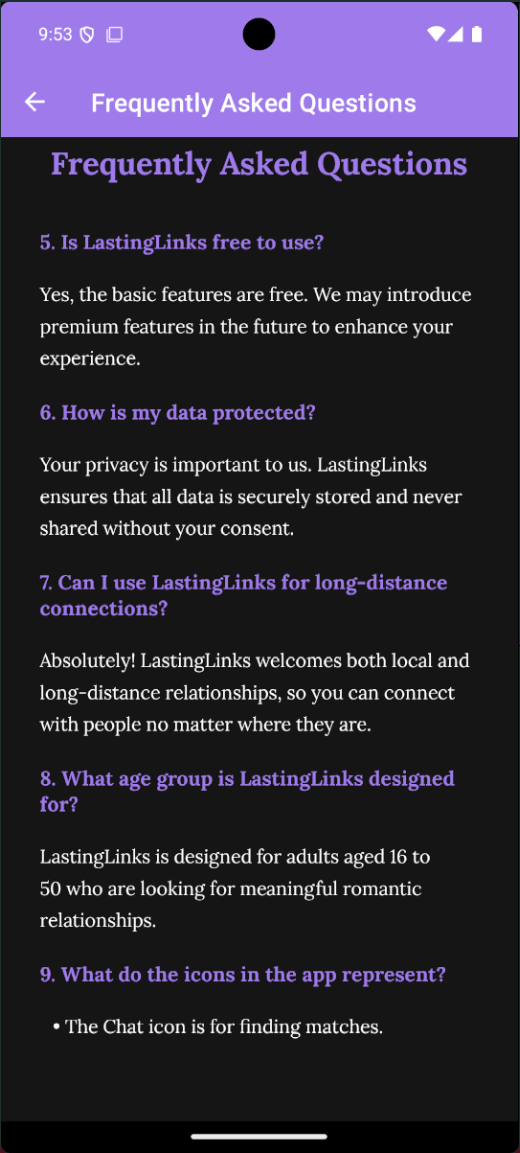 9:53
Frequently Asked Questions
Frequently Asked Questions
5. Is LastingLinks free to use?
Yes, the basic features are free. We may introduce
premium features in the future to enhance your
experience.
6. How is my data protected?
Your privacy is important to us. LastingLinks
ensures that all data is securely stored and never
shared without your consent.
7. Can I use LastingLinks for long-distance
connections?
Absolutely! LastingLinks welcomes both local and
long-distance relationships, so you can connect
with people no matter where they are.
8. What age group is LastingLinks designed
for?
LastingLinks is designed for adults aged 16 to
50 who are looking for meaningful romantic
relationships.
9. What do the icons in the app represent?
• The Chat icon is for finding matches.